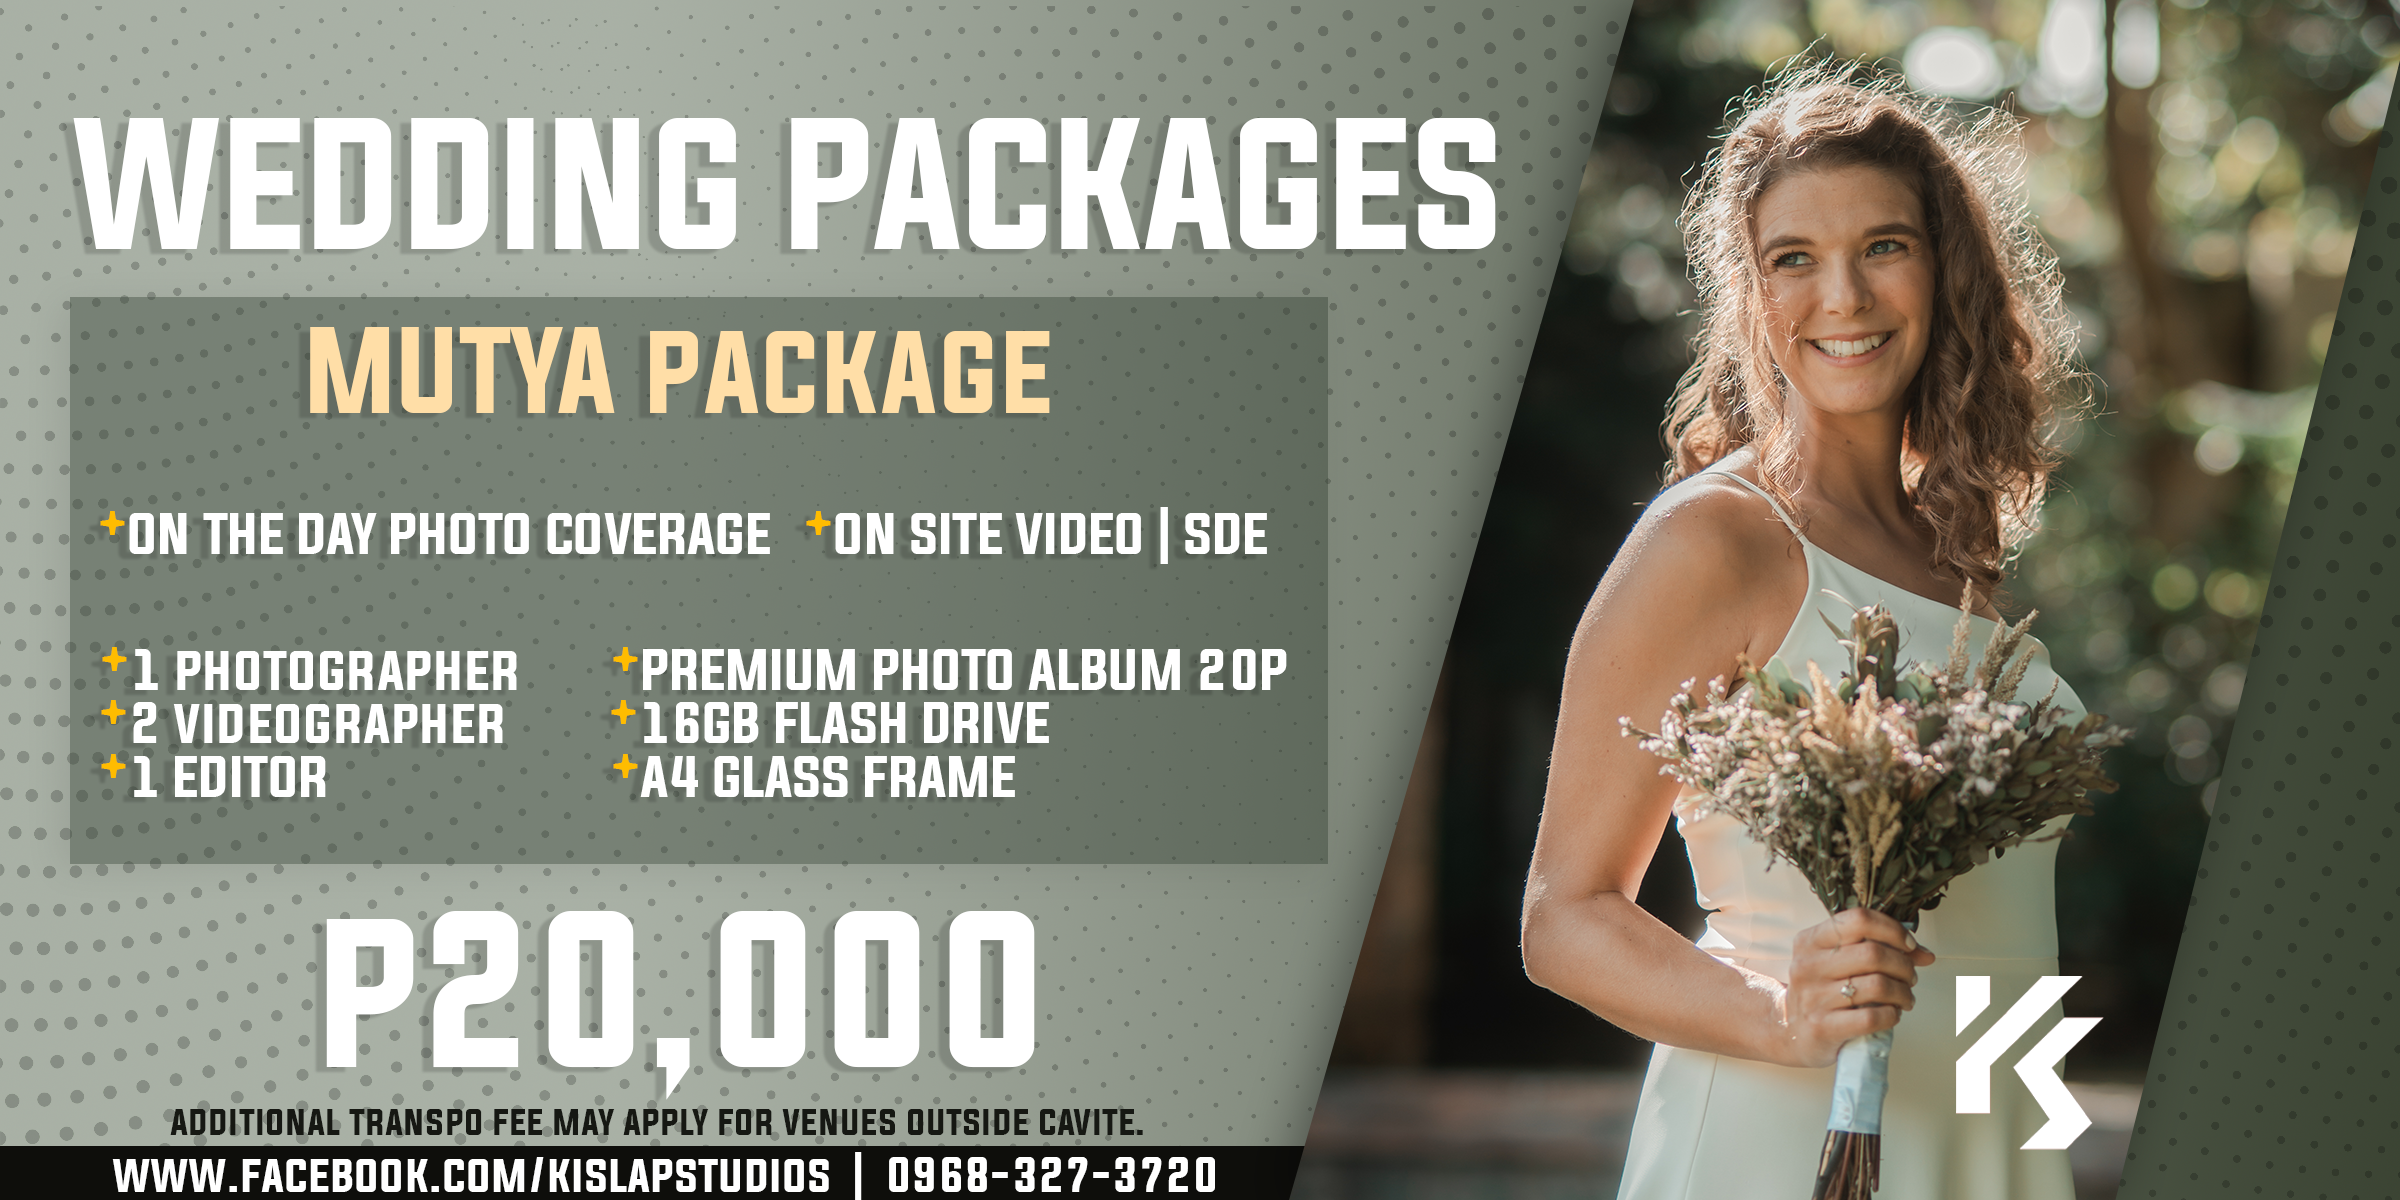 WEDDING PACKAGES
MUTYA PACKAGE
+ON THE DAY PHOTO COVERAGE +ON SITE VIDEO | SDE
+1 PHOTOGRAPHER
+2 VIDEOGRAPHER
+1 EDITOR
+PREMIUM PHOTO ALBUM 20P
+16GB FLASH DRIVE
+A4 GLASS FRAME
P20,000
ADDITIONAL TRANSPO FEE MAY APPLY FOR VENUES OUTSIDE CAVITE.
WWW.FACEBOOK.COM/KISLAPSTUDIOS | 0968-327-3720
KS